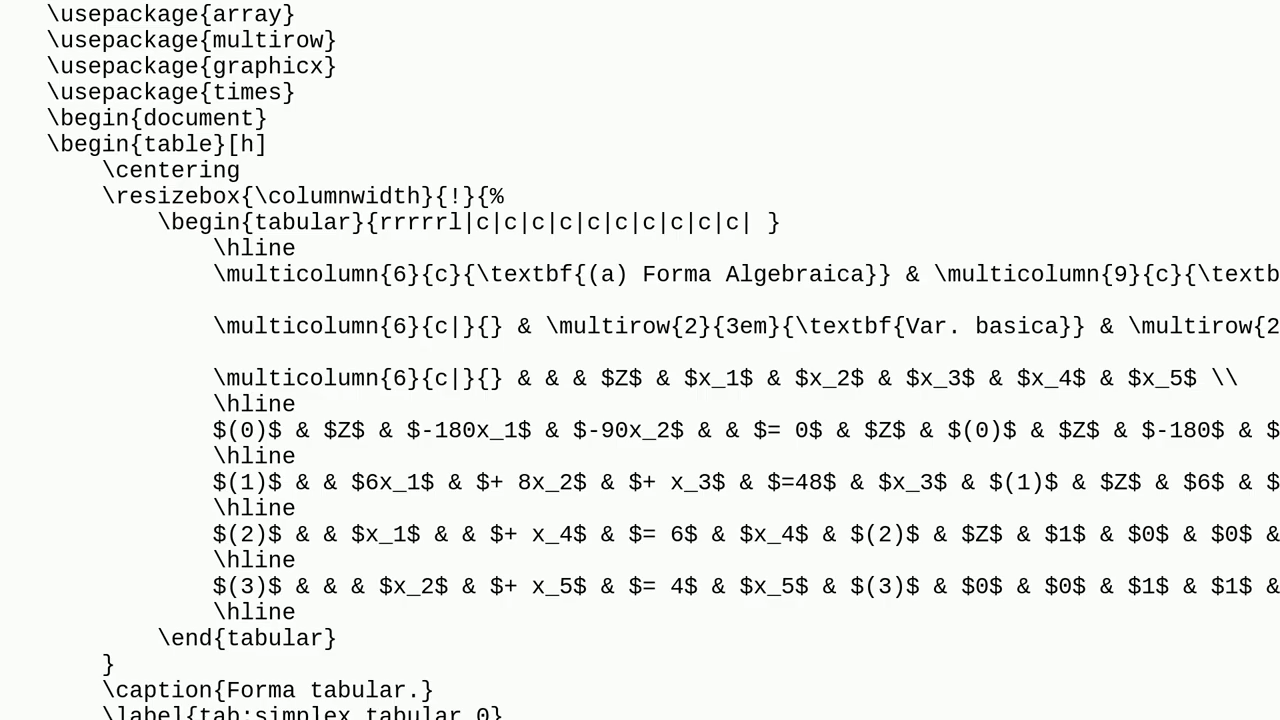 \usepackage{array}
\usepackage{multirow}
\usepackage{graphicx}
\usepackage{times}
\begin{document}
\begin{table}[h]
\centering
\resizebox{\columnwidth}{!}{%
\begin{tabular}{rrrrrl|c|c|c|c|c|c|c|c|c|c| }
\hline
\multicolumn{6}{c}{\textbf{(a) Forma Algebraica}} & \multicolumn{9}{c}{\textb
\multicolumn{6}{c|}{} & \multirow{2}{3em}{\textbf{Var. basica}} & \multirow{2
\multicolumn{6}{c|}{} & & & $Z$ & $x_1$ & $x_2$ & $x_3$ & $x_4$ & $x_5$ \\
\hline
$(0)$ & $Z$ & $-180x_1$ & $-90x_2$ & & $= 0$ & $Z$ & $(0)$ & $Z$ & $-180$ & $
\hline
$(1)$ & & $6x_1$ & $+ 8x_2$ & $+ x_3$ & $=48$ & $x_3$ & $(1)$ & $Z$ & $6$ & $
\hline
$(2)$ & & $x_1$ & & $+ x_4$ & $= 6$ & $x_4$ & $(2)$ & $Z$ & $1$ & $0$ & $0$ &
\hline
$(3)$ & & & $x_2$ & $+ x_5$ & $= 4$ & $x_5$ & $(3)$ & $0$ & $0$ & $1$ & $1$ &
\hline
\end{tabular}
}
\caption{Forma tabular.}
\label{tab:simplex_tabular_0}